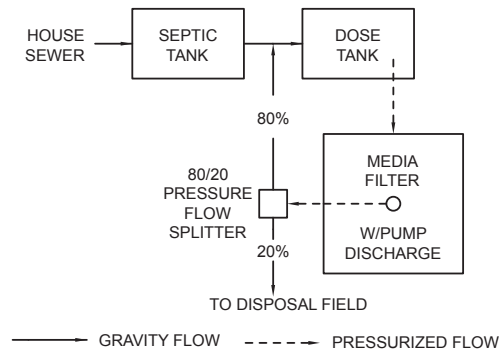 HOUSE
SEWER
SEPTIC
TANK
DOSE
TANK
80%
MEDIA
FILTER
W/PUMP
DISCHARGE
80/20
PRESSURE
FLOW
SPLITTER
20%
TO DISPOSAL FIELD
GRAVITY FLOW
PRESSURIZED FLOW